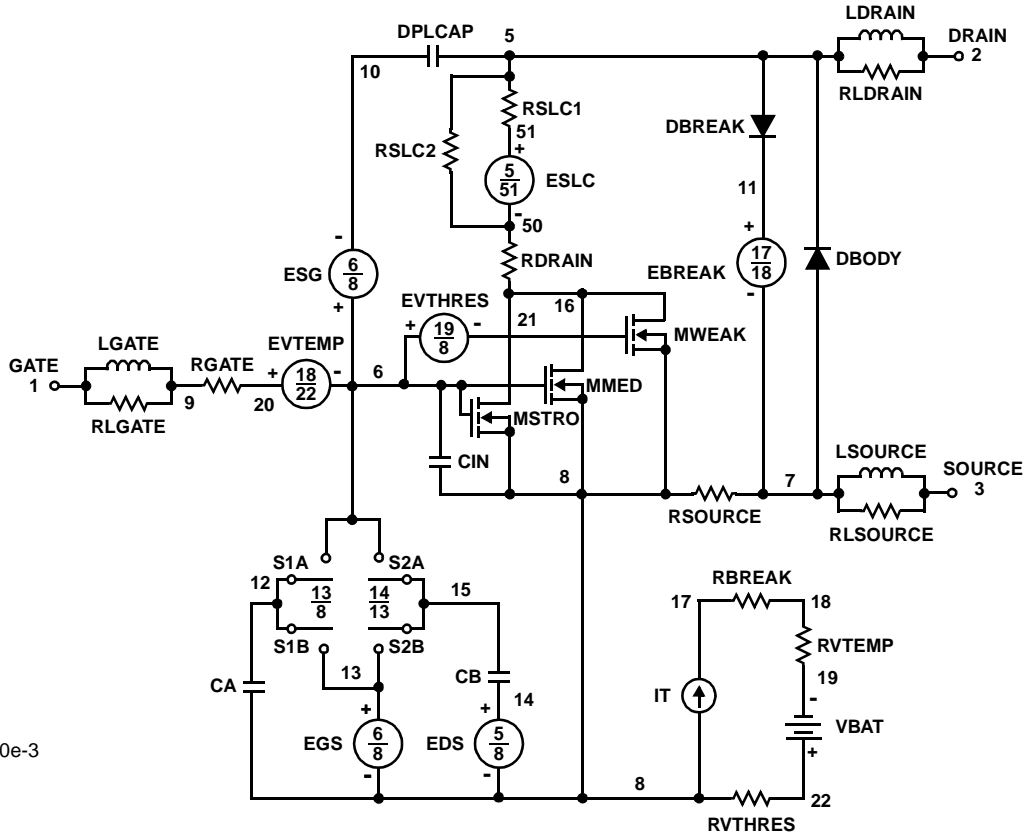 LDRAIN
DPLCAP 5 DRAIN
10 2
RLDRAIN
RSLC1
DBREAK
51
RSLC2 +
5
51
ESLC
11
-
50
-
+
17
18
6
8
ESG
RDRAIN
EBREAK
DBODY
+
EVTHRES
16
-
21
+ 19
8
-
MWEAK
LGATE
EVTEMP
GATE
1
RGATE
+ 18
22
- 6
MMED
9 20
RLGATE
MSTRO
CIN
LSOURCE
8 7 SOURCE
3
RSOURCE
RLSOURCE
S1A S2A
12
13
8
14
13
15
RBREAK
17 18
S1B S2B
RVTEMP
13
CA
CB
19
14
IT
-
+ +
VBAT
EGS 6
8
EDS 5
8
+
0e-3
- -
8
22
RVTHRES